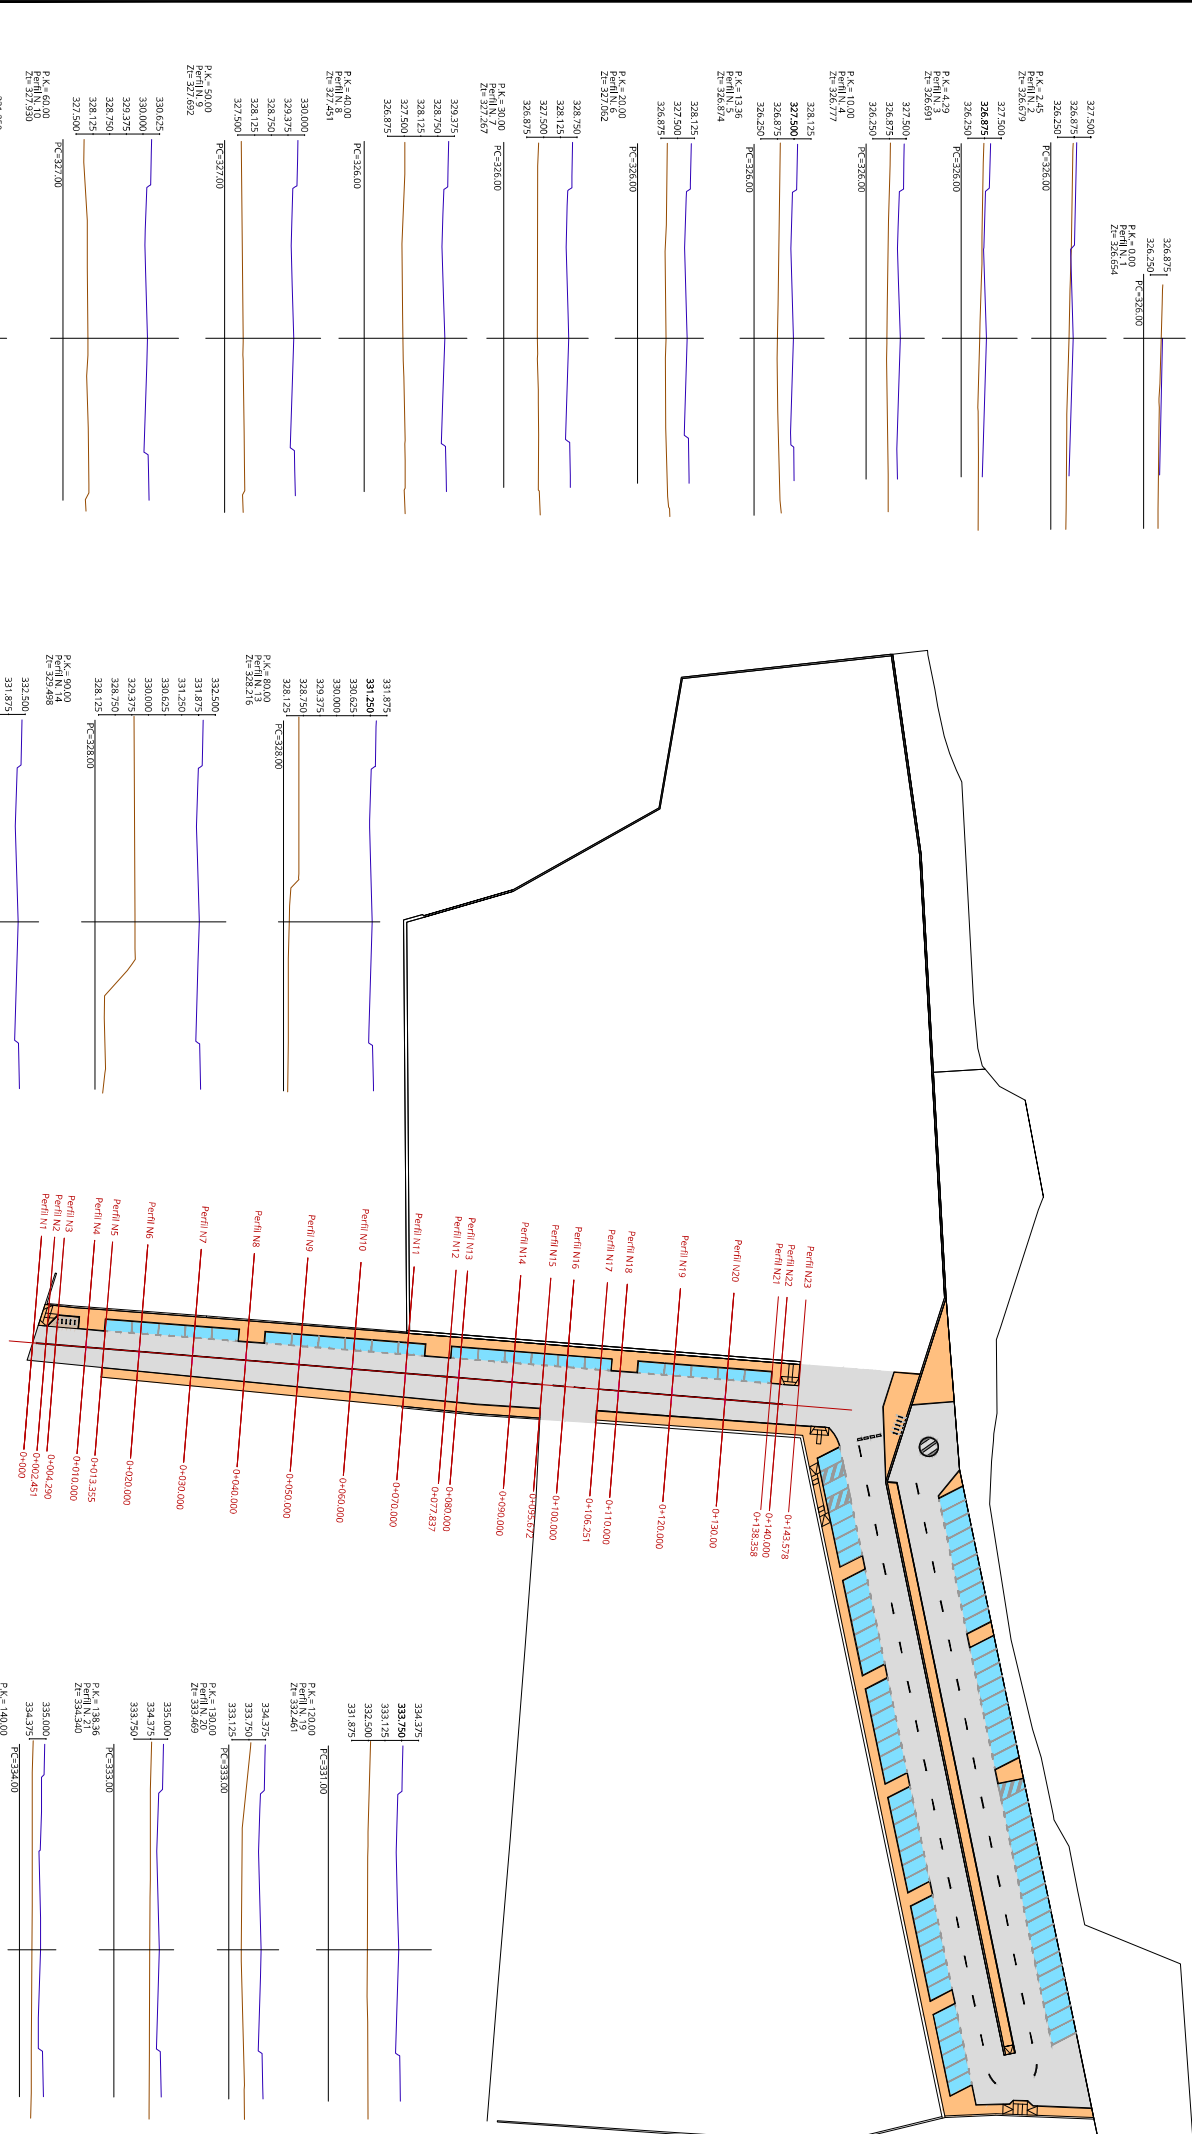 P.K.= 0.00
Perfil N. 1
Zt= 326.654
326.875
326.250
PC=326.00
P.K.= 2.45
Perfil N. 2
Zt= 326.679
327.500
326.875
326.250
PC=326.00
P.K.= 4.29
Perfil N. 3
Zt= 326.691
327.500
326.875
326.250
PC=326.00
P.K.= 10.00
Perfil N. 4
Zt= 326.777
327.500
326.875
326.250
PC=326.00
P.K.= 13.36
Perfil N. 5
Zt= 326.874
328.125
327.500
326.875
326.250
PC=326.00
P.K.= 20.00
Perfil N. 6
Zt= 327.062
328.125
327.500
326.875
PC=326.00
P.K.= 30.00
Perfil N. 7
Zt= 327.267
328.750
328.125
327.500
326.875
PC=326.00
P.K.= 40.00
Perfil N. 8
Zt= 327.451
329.375
328.750
328.125
327.500
326.875
PC=326.00
P.K.= 50.00
Perfil N. 9
Zt= 327.692
330.000
329.375
328.750
328.125
327.500
PC=327.00
P.K.= 60.00
Perfil N. 10
Zt= 327.930
330.625
330.000
329.375
328.750
328.125
327.500
PC=327.00
P.K.= 80.00
Perfil N. 13
Zt= 328.216
331.875
331.250
330.625
330.000
329.375
328.750
328.125
PC=328.00
P.K.= 90.00
Perfil N. 14
Zt= 329.498
332.500
331.875
331.250
330.625
330.000
329.375
328.750
328.125
PC=328.00
332.500
331.875
Perfil N1
Perfil N2
Perfil N3
Perfil N4
Perfil N5
Perfil N6
Perfil N7
Perfil N8
Perfil N9
Perfil N10
Perfil N11
Perfil N12
Perfil N13
Perfil N14
Perfil N15
Perfil N16
Perfil N17
Perfil N18
Perfil N19
Perfil N20
Perfil N21
Perfil N22
Perfil N23
0+000
0+002.451
0+004.290
0+010.000
0+013.355
0+020.000
0+030.000
0+040.000
0+050.000
0+060.000
0+070.000
0+077.837
0+080.000
0+090.000
0+095.672
0+100.000
0+106.251
0+110.000
0+120.000
0+130.00
0+138.358
0+140.000
0+143.578
P.K.= 120.00
Perfil N. 19
Zt= 332.461
334.375
333.750
333.125
332.500
331.875
PC=331.00
P.K.= 130.00
Perfil N. 20
Zt= 333.469
334.375
333.750
333.125
PC=333.00
P.K.= 138.36
Perfil N. 21
Zt= 334.340
335.000
334.375
333.750
PC=333.00
P.K.= 140.00
335.000
334.375
PC=334.00